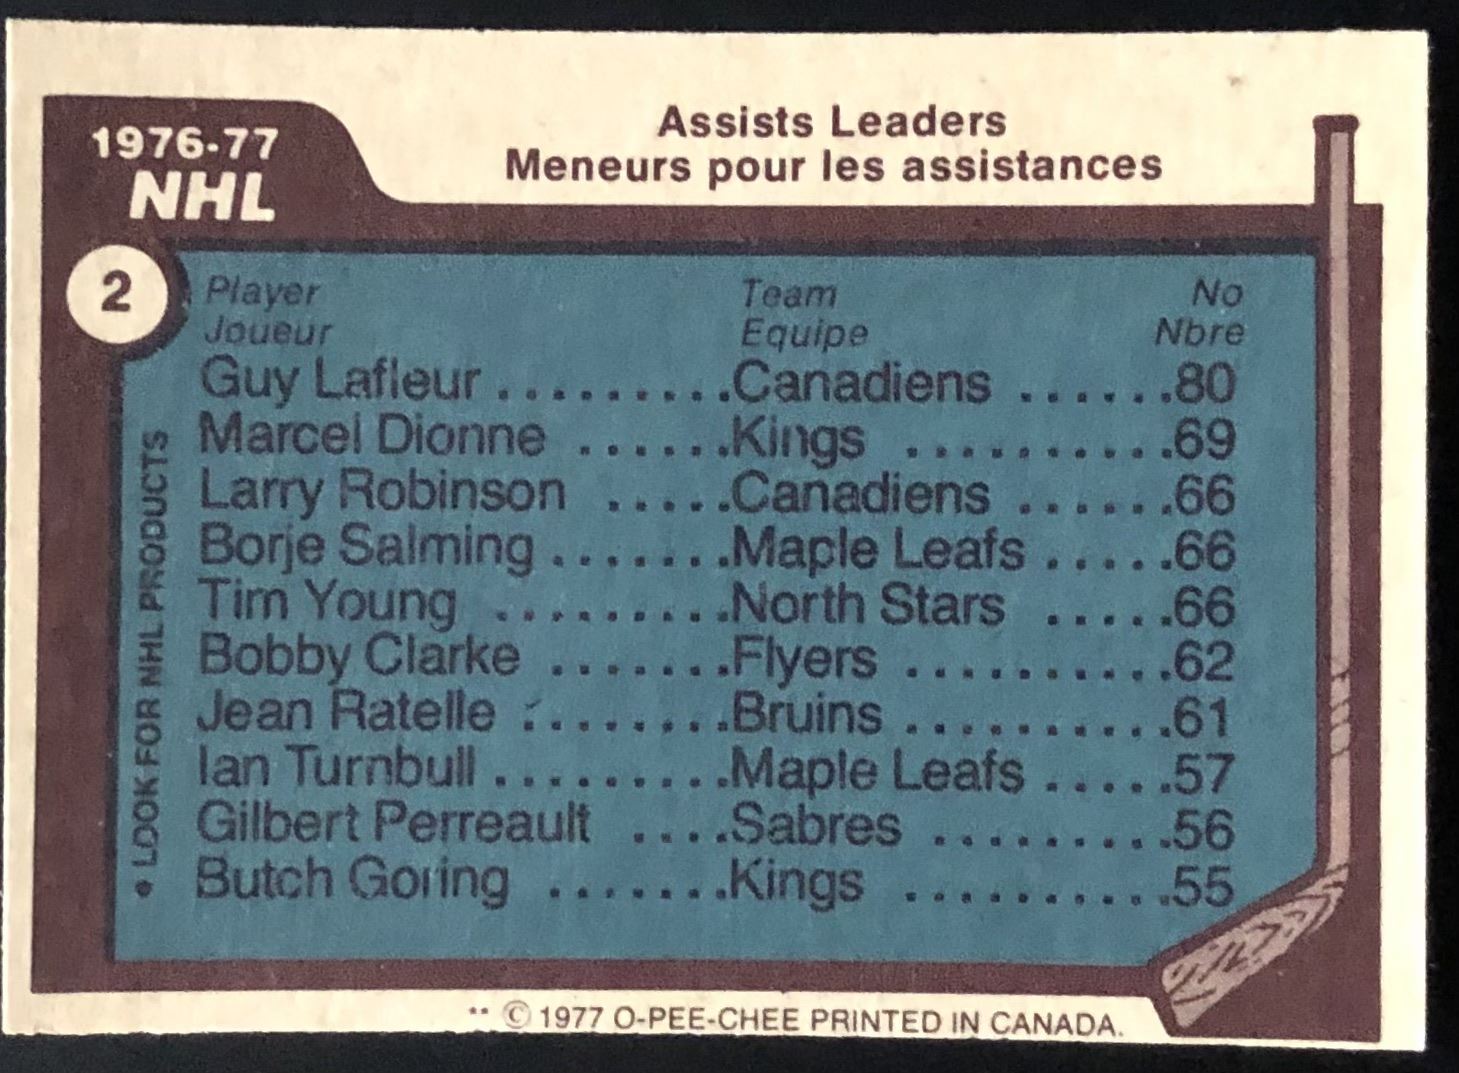 1976-77
NHL
Assists Leaders
Meneurs pour les assistances
2
Player Team No
Joueur Equipe Nbre
Guy Lafleur..........Canadiens ......80
Marcel Dionne ......Kings ..........69
Larry Robinson .....Canadiens ......66
Borje Salming.......Maple Leafs .....66
Tim Young .........North Stars .....66
Bobby Clarke .......Flyers ..........62
Jean Ratelle ........Bruins ..........61
Ian Turnbull.........Maple Leafs .....57
Gilbert Perreault ....Sabres .........56
Butch Goring .......Kings ..........55
• LOOK FOR NHL PRODUCTS
** © 1977 O-PEE-CHEE PRINTED IN CANADA.